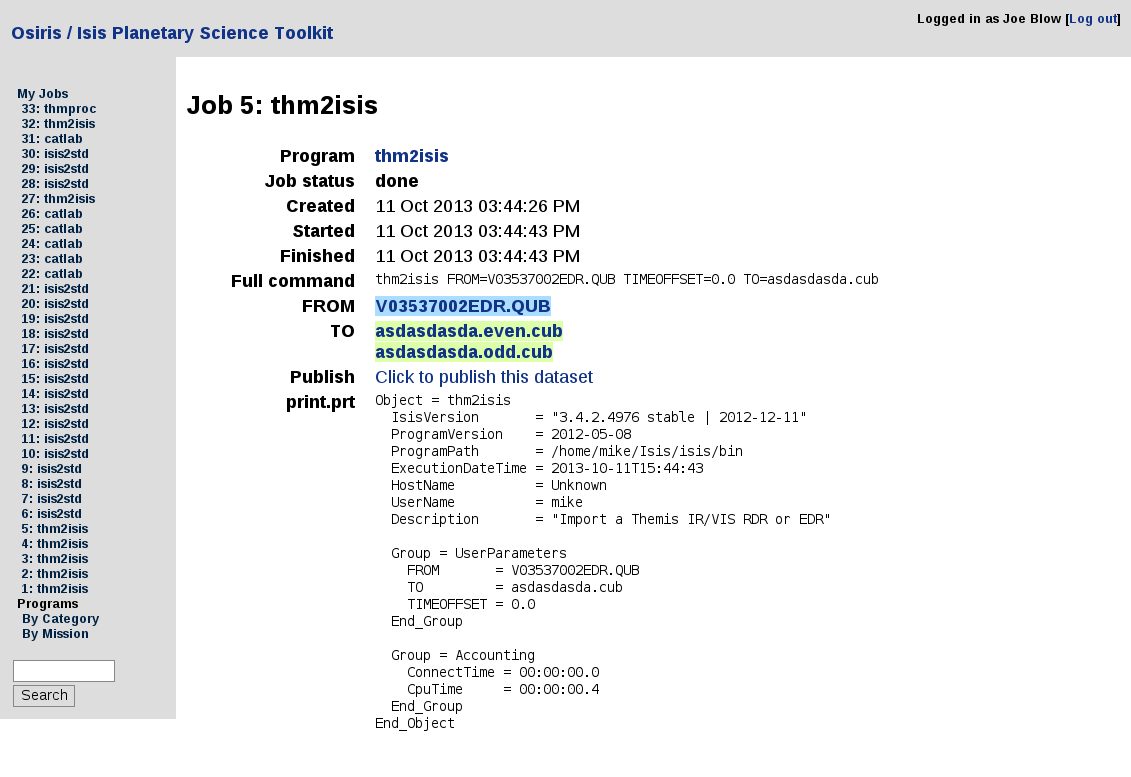 Osiris / Isis Planetary Science Toolkit
Logged in as Joe Blow [Log out]
My Jobs
33: thmproc
32: thm2isis
31: catlab
30: isis2std
29: isis2std
28: isis2std
27: thm2isis
26: catlab
25: catlab
24: catlab
23: catlab
22: catlab
21: isis2std
20: isis2std
19: isis2std
18: isis2std
17: isis2std
16: isis2std
15: isis2std
14: isis2std
13: isis2std
12: isis2std
11: isis2std
10: isis2std
9: isis2std
8: isis2std
7: isis2std
6: isis2std
5: thm2isis
4: thm2isis
3: thm2isis
2: thm2isis
1: thm2isis
Programs
By Category
By Mission
Search
Job 5: thm2isis
Program thm2isis
Job status done
Created 11 Oct 2013 03:44:26 PM
Started 11 Oct 2013 03:44:43 PM
Finished 11 Oct 2013 03:44:43 PM
Full command thm2isis FROM=V03537002EDR.QUB TIMEOFFSET=0.0 TO=asdasdasda.cub
FROM V03537002EDR.QUB
TO asdasdasda.even.cub
asdasdasda.odd.cub
Publish Click to publish this dataset
print.prt Object = thm2isis
IsisVersion = "3.4.2.4976 stable | 2012-12-11"
ProgramVersion = 2012-05-08
ProgramPath = /home/mike/Isis/isis/bin
ExecutionDateTime = 2013-10-11T15:44:43
HostName = Unknown
UserName = mike
Description = "Import a Themis IR/VIS RDR or EDR"
Group = UserParameters
FROM = V03537002EDR.QUB
TO = asdasdasda.cub
TIMEOFFSET = 0.0
End_Group
Group = Accounting
ConnectTime = 00:00:00.0
CpuTime = 00:00:00.4
End_Group
End_Object